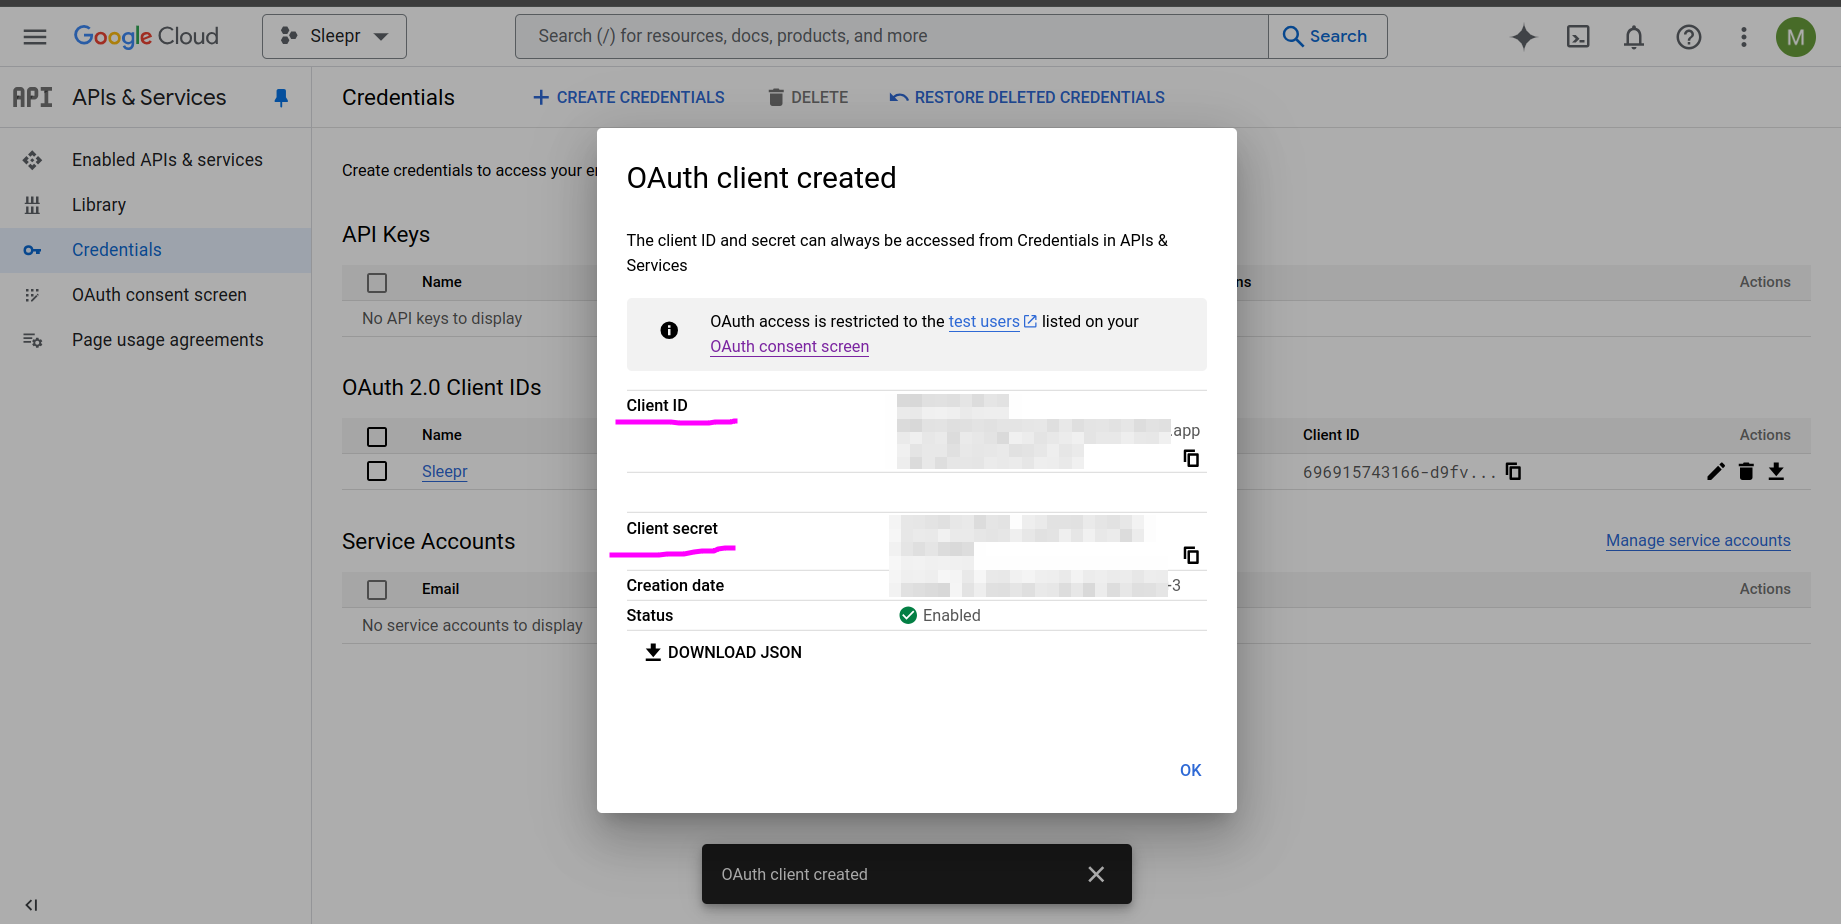 Google Cloud
Sleepr
Search (/) for resources, docs, products, and more
Search
M
API
APIs & Services
Credentials
CREATE CREDENTIALS
DELETE
RESTORE DELETED CREDENTIALS
Enabled APIs & services
Library
Credentials
OAuth consent screen
Page usage agreements
Create credentials to access your
API Keys
Name
Actions
No API keys to display
OAuth 2.0 Client IDs
Name
Client ID
Actions
Sleepr
696915743166-d9fv...
Service Accounts
Manage service accounts
Email
Actions
No service accounts to display
OAuth client created
The client ID and secret can always be accessed from Credentials in APIs &
Services
OAuth access is restricted to the test users listed on your
OAuth consent screen
Client ID
.app
Client secret
Creation date
-3
Status
Enabled
DOWNLOAD JSON
OK
OAuth client created